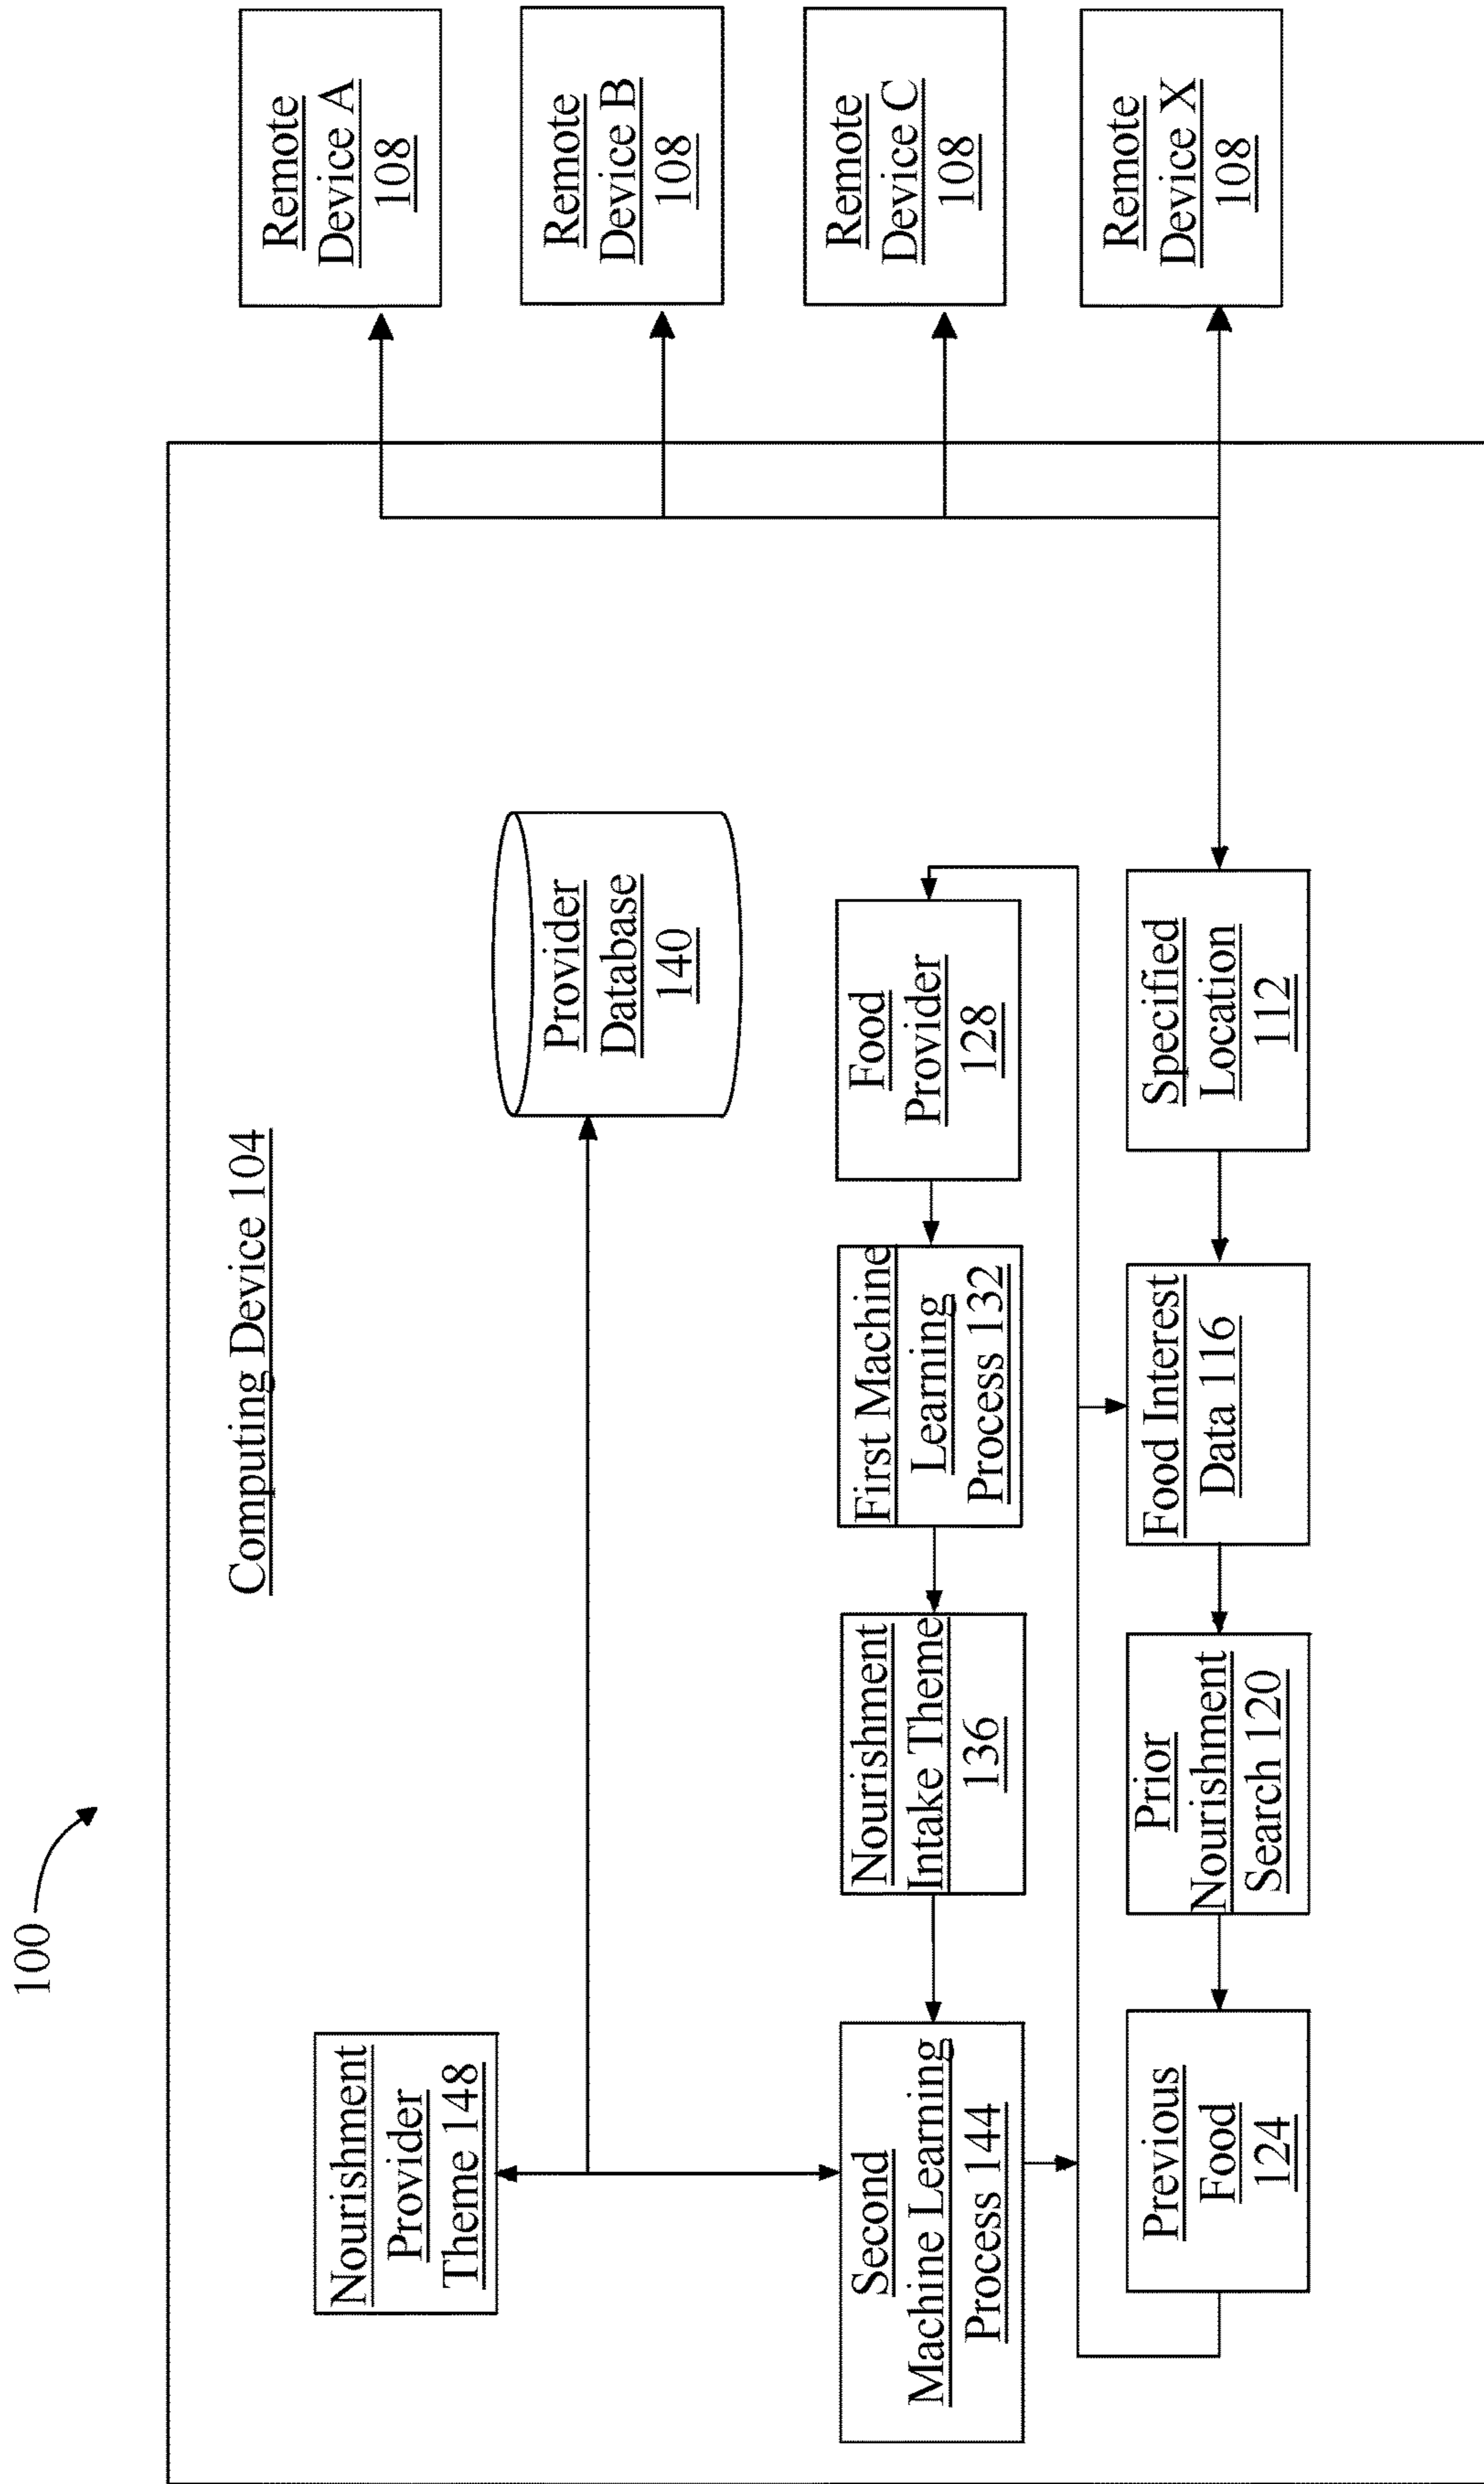 100
Computing Device 104
Nourishment
Provider
Theme 148
Provider
Database
140
Second
Machine Learning
Process 144
Nourishment
Intake Theme
136
First Machine
Learning
Process 132
Food
Provider
128
Previous
Food
124
Prior
Nourishment
Search 120
Food Interest
Data 116
Specified
Location
112
Remote
Device A
108
Remote
Device B
108
Remote
Device C
108
Remote
Device X
108